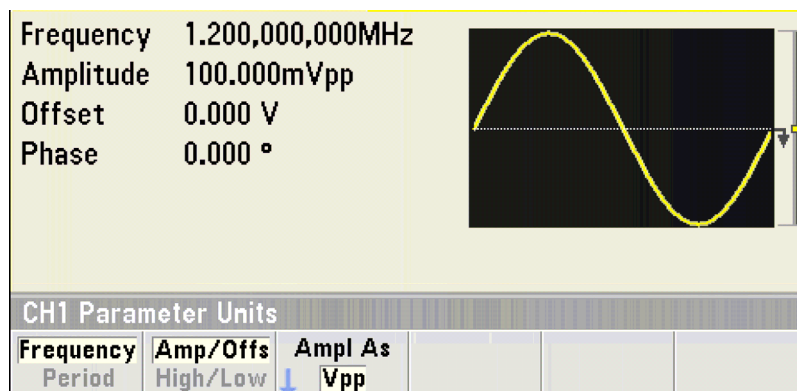 Frequency 1.200,000,000MHz
Amplitude 100.000mVpp
Offset 0.000 V
Phase 0.000 °
CH1 Parameter Units
Frequency Amp/Offs Ampl As
Period High/Low Vpp